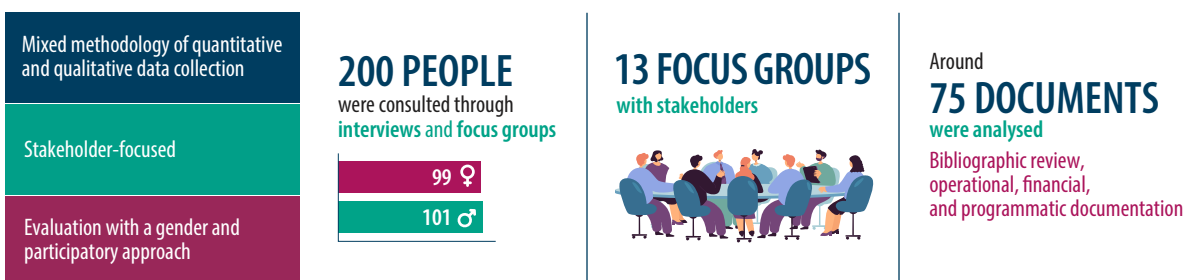 Mixed methodology of quantitative
and qualitative data collection
Stakeholder-focused
Evaluation with a gender and
participatory approach
200 PEOPLE
were consulted through
interviews and focus groups
99 ♀
101 ♂
13 FOCUS GROUPS
with stakeholders
Around
75 DOCUMENTS
were analysed
Bibliographic review,
operational, financial,
and programmatic documentation